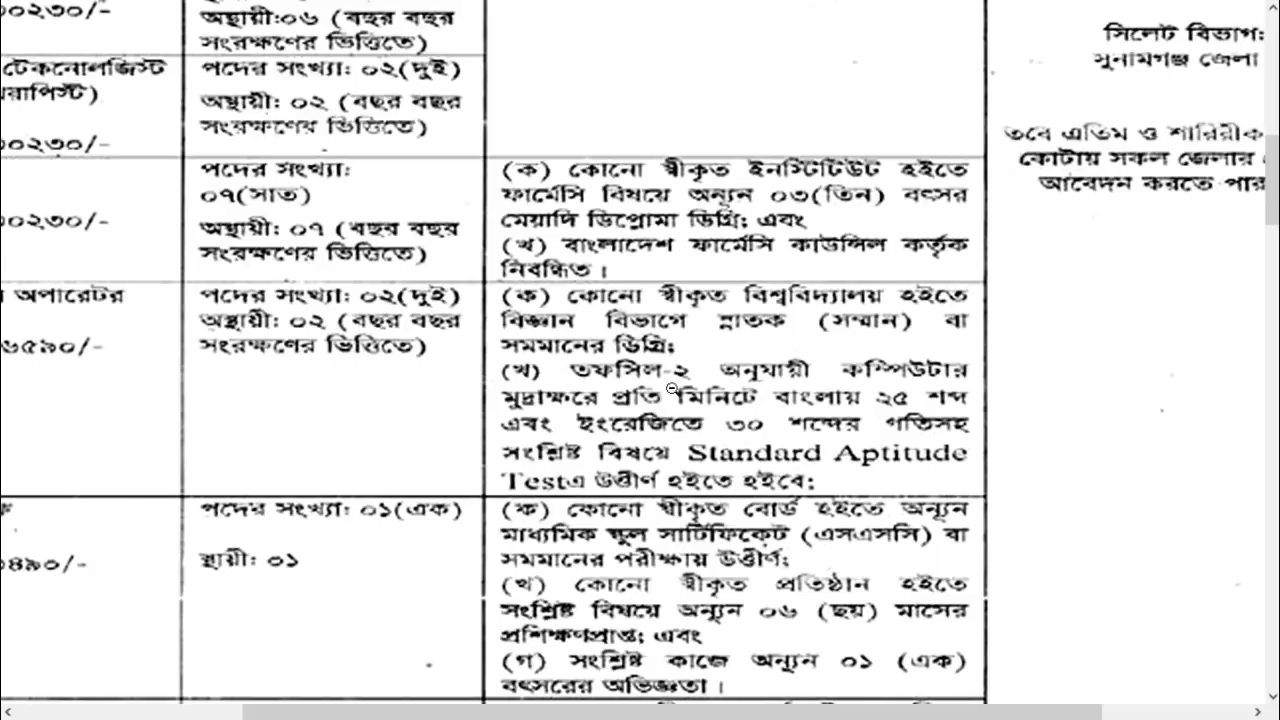 ০২৩০/-
অস্থায়ী:০৬ (বছর বছর
সংরক্ষণের ভিত্তিতে)
টেকনোলজিস্ট
রাপিস্ট)
০২৩০/-
পদের সংখ্যা: ০২(দুই)
অস্থায়ী: ০২ (বছর বছর
সংরক্ষণের ভিত্তিতে)
০২৩০/-
পদের সংখ্যা:
০৭(সাত)
অস্থায়ী: ০৭ (বছর বছর
সংরক্ষণের ভিত্তিতে)
(ক) কোনো স্বীকৃত ইনস্টিটিউট হইতে
ফার্মেসি বিষয়ে অন্যূন ০৩(তিন) বৎসর
মেয়াদি ডিপ্লোমা ডিগ্রি; এবং
(খ) বাংলাদেশ ফার্মেসি কাউন্সিল কর্তৃক
নিবন্ধিত।
অপারেটর
৬৫৯০/-
পদের সংখ্যা: ০২(দুই)
অস্থায়ী: ০২ (বছর বছর
সংরক্ষণের ভিত্তিতে)
(ক) কোনো স্বীকৃত বিশ্ববিদ্যালয় হইতে
বিজ্ঞান বিভাগে স্নাতক (সম্মান) বা
সমমানের ডিগ্রি;
(খ) তফসিল-২ অনুযায়ী কম্পিউটার
মুদ্রাক্ষরে প্রতি মিনিটে বাংলায় ২৫ শব্দ
এবং ইংরেজিতে ৩০ শব্দের গতিসহ
সংশ্লিষ্ট বিষয়ে Standard Aptitude
Testএ উত্তীর্ণ হইতে হইবে;
ক
৪৯০/-
পদের সংখ্যা: ০১(এক)
স্থায়ী: ০১
(ক) কোনো স্বীকৃত বোর্ড হইতে অন্যূন
মাধ্যমিক স্কুল সার্টিফিকেট (এসএসসি) বা
সমমানের পরীক্ষায় উত্তীর্ণ;
(খ) কোনো স্বীকৃত প্রতিষ্ঠান হইতে
সংশ্লিষ্ট বিষয়ে অন্যূন ০৬ (ছয়) মাসের
প্রশিক্ষণপ্রাপ্ত; এবং
(গ) সংশ্লিষ্ট কাজে অন্যূন ০১ (এক)
বৎসরের অভিজ্ঞতা।
সিলেট বিভাগ:
সুনামগঞ্জ জেলা
তবে এতিম ও শারিরীক
কোটায় সকল জেলার
আবেদন করতে পার